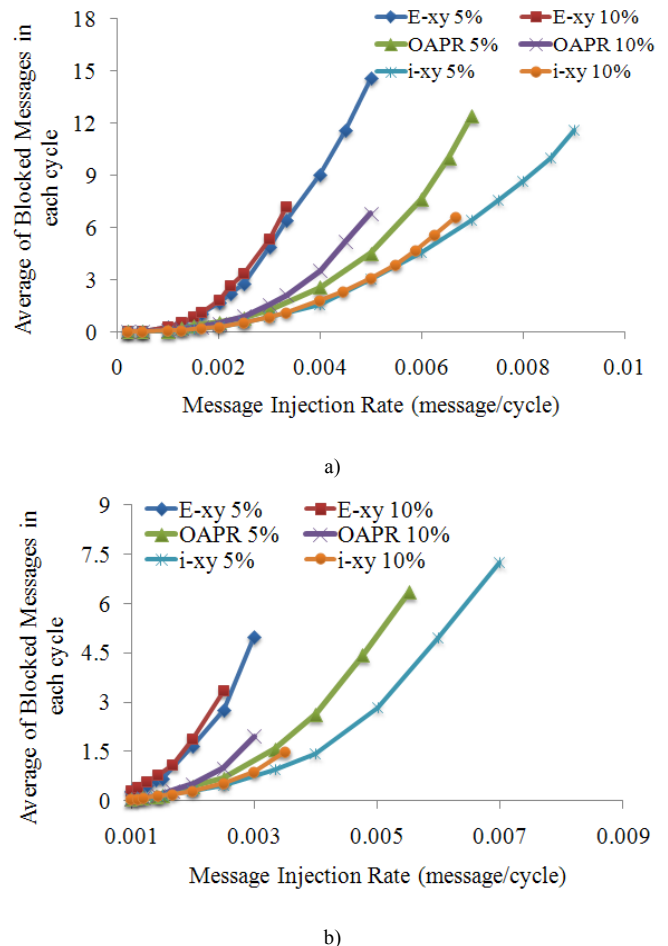 E-xy 5% E-xy 10%
OAPR 5% OAPR 10%
i-xy 5% i-xy 10%
Average of Blocked Messages in
each cycle
18
15
12
9
6
3
0
0 0.002 0.004 0.006 0.008 0.01
Message Injection Rate (message/cycle)
a)
E-xy 5% E-xy 10%
OAPR 5% OAPR 10%
i-xy 5% i-xy 10%
Average of Blocked Messages in
each cycle
9
7.5
6
4.5
3
1.5
0
0.001 0.003 0.005 0.007 0.009
Message Injection Rate (message/cycle)
b)